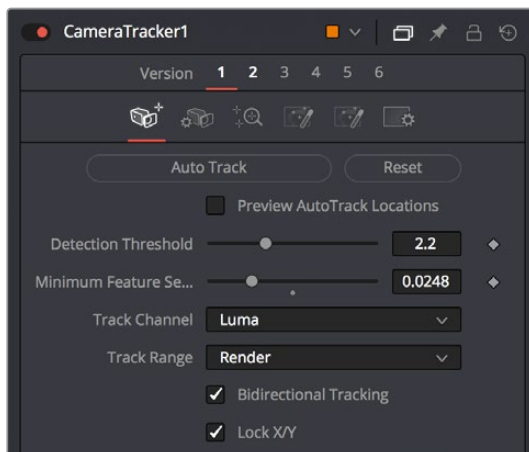 CameraTracker1
Version 1 2 3 4 5 6
Auto Track Reset
Preview AutoTrack Locations
Detection Threshold 2.2
Minimum Feature Se... 0.0248
Track Channel Luma
Track Range Render
Bidirectional Tracking
Lock X/Y